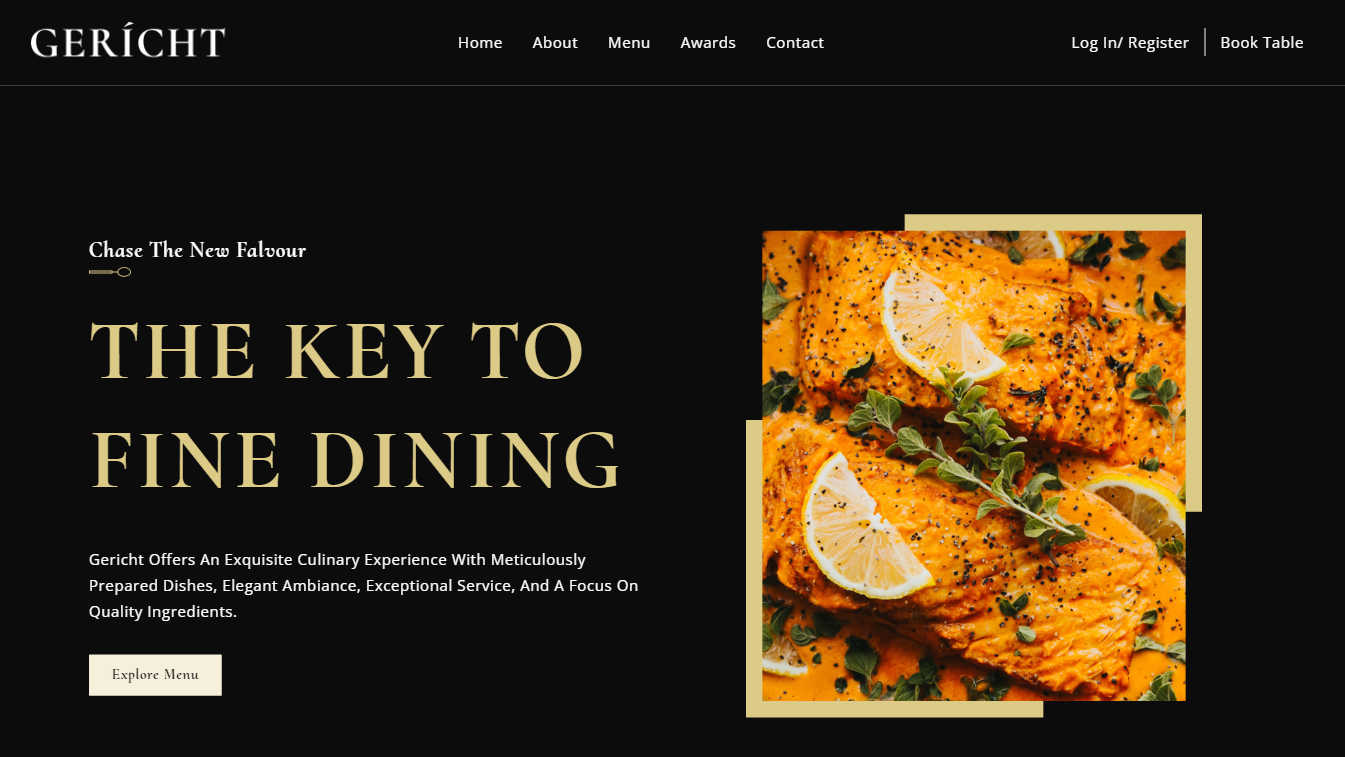 GERÍCHT
Home About Menu Awards Contact
Log In/ Register Book Table
Chase The New Falvour
THE KEY TO
FINE DINING
Gericht Offers An Exquisite Culinary Experience With Meticulously
Prepared Dishes, Elegant Ambiance, Exceptional Service, And A Focus On
Quality Ingredients.
Explore Menu